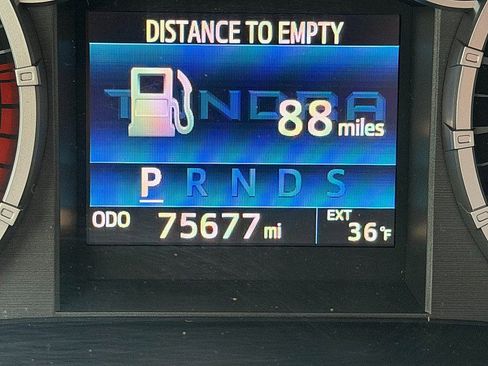 DISTANCE TO EMPTY
TUNDRA
88 miles
P R N D S
ODO 75677 mi
EXT 36°F